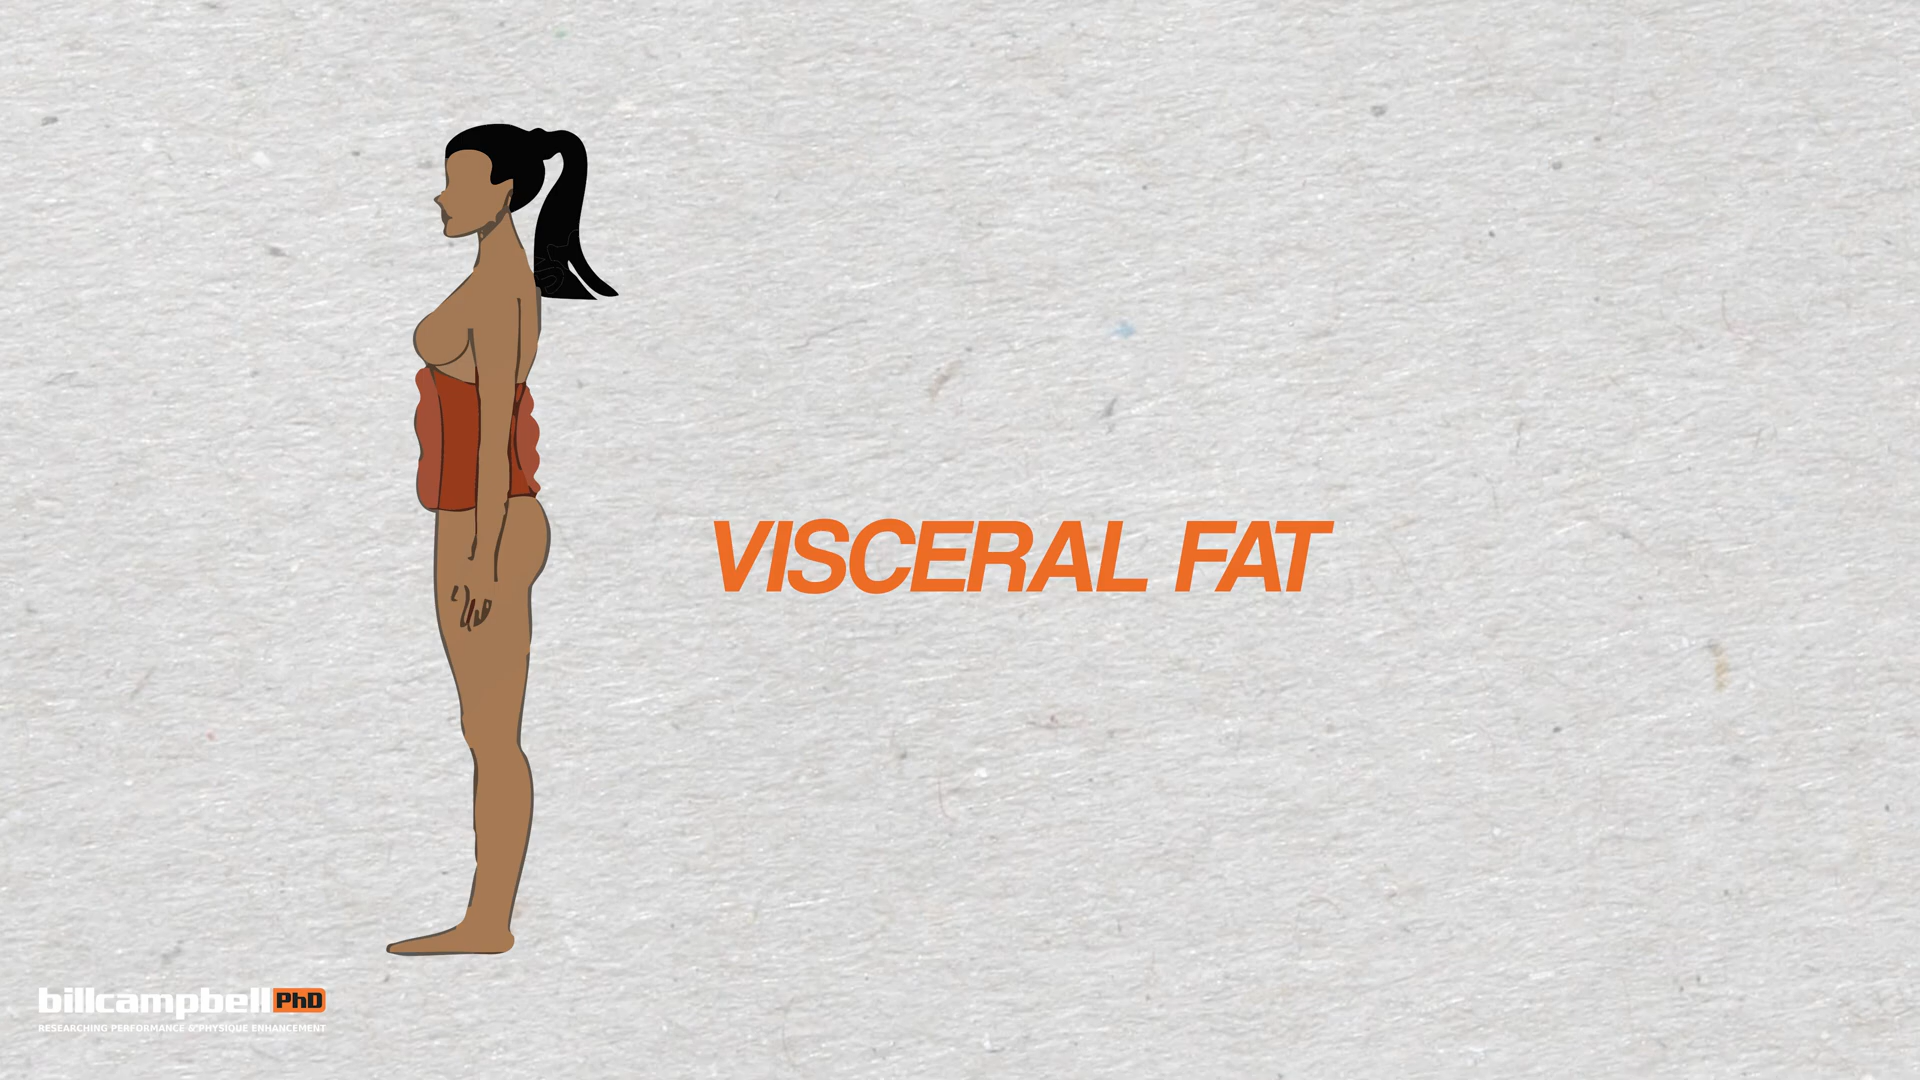 VISCERAL FAT
billcampbell PhD
RESEARCHING PERFORMANCE & PHYSIQUE ENHANCEMENT